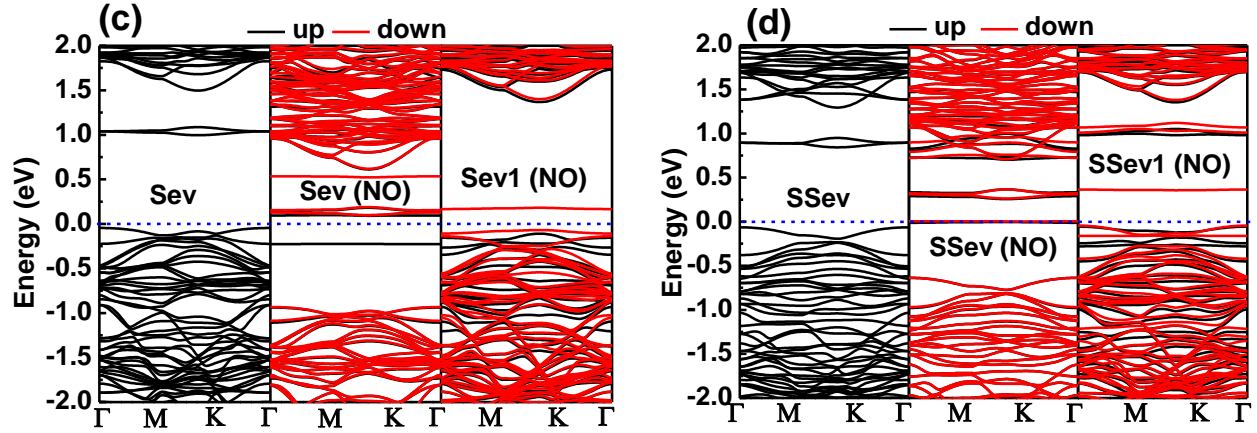 (c)
up down
Energy (eV)
2.0
1.5
1.0
0.5
0.0
-0.5
-1.0
-1.5
-2.0
Sev
Sev (NO)
Sev1 (NO)
Γ M K Γ M K Γ M K Γ
(d)
up down
Energy (eV)
2.0
1.5
1.0
0.5
0.0
-0.5
-1.0
-1.5
-2.0
SSev
SSev (NO)
SSev1 (NO)
Γ M K Γ M K Γ M K Γ